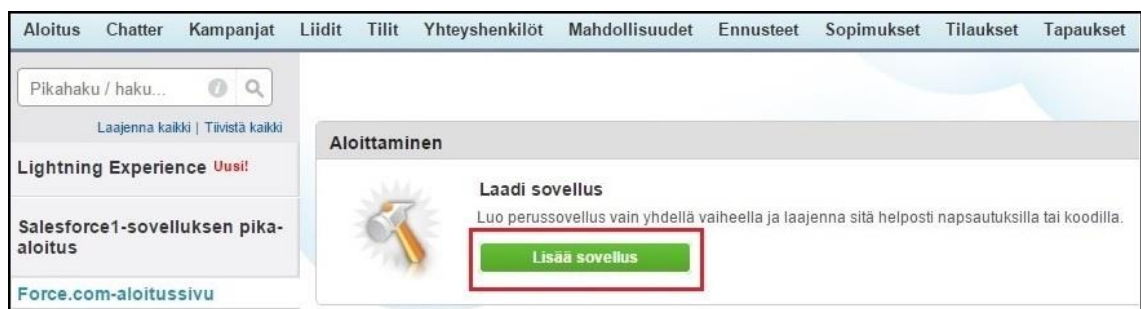 Aloitus Chatter Kampanjat Liidit Tilit Yhteyshenkilöt Mahdollisuudet Ennusteet Sopimukset Tilaukset Tapaukset
Pikahaku / haku...
Laajenna kaikki | Tiivistä kaikki
Lightning Experience Uusi!
Salesforce1-sovelluksen pika-
aloitus
Force.com-aloitussivu
Aloittaminen
Laadi sovellus
Luo perussovellus vain yhdellä vaiheella ja laajenna sitä helposti napsautuksilla tai koodilla.
Lisää sovellus